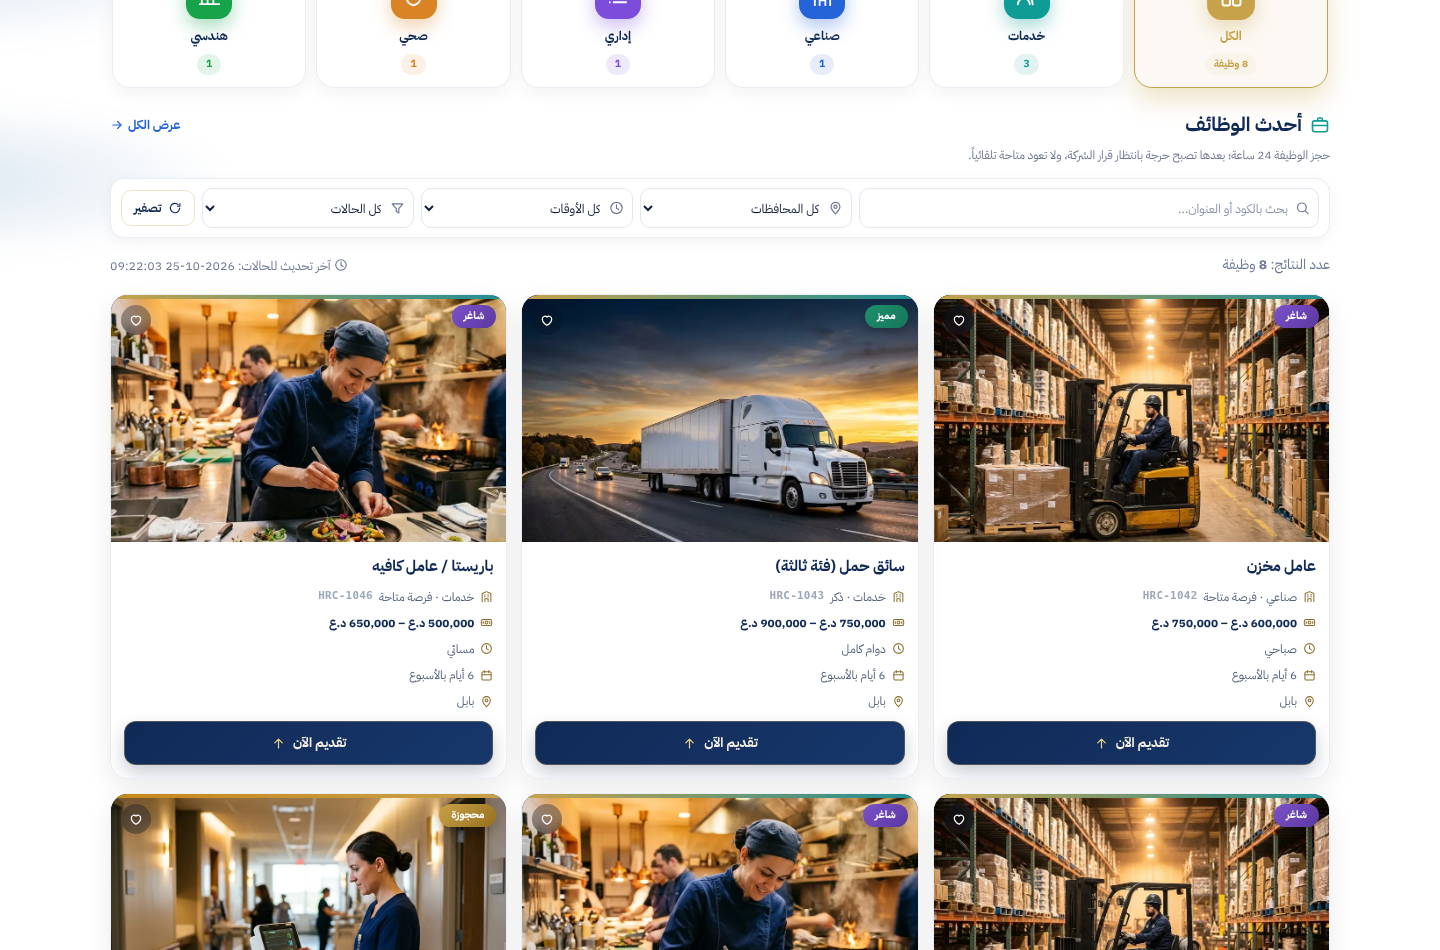 الكل
8 وظيفة
خدمات
3
صناعي
1
إداري
1
صحي
1
هندسي
1
أحدث الوظائف
عرض الكل
حجز الوظيفة 24 ساعة؛ بعدها تصبح حرجة بانتظار قرار الشركة، ولا تعود متاحة تلقائياً.
بحث بالكود أو العنوان...
كل المحافظات
كل الأوقات
كل الحالات
تصفير
عدد النتائج: 8 وظيفة
آخر تحديث للحالات: 2026-10-25 09:22:03
شاغر
عامل مخزن
صناعي · فرصة متاحة HRC-1042
600,000 د.ع – 750,000 د.ع
صباحي
6 أيام بالأسبوع
بابل
تقديم الآن
مميز
سائق حمل (فئة ثالثة)
خدمات · ذكر HRC-1043
750,000 د.ع – 900,000 د.ع
دوام كامل
6 أيام بالأسبوع
بابل
تقديم الآن
شاغر
باريستا / عامل كافيه
خدمات · فرصة متاحة HRC-1046
500,000 د.ع – 650,000 د.ع
مسائي
6 أيام بالأسبوع
بابل
تقديم الآن
شاغر
شاغر
محجوزة